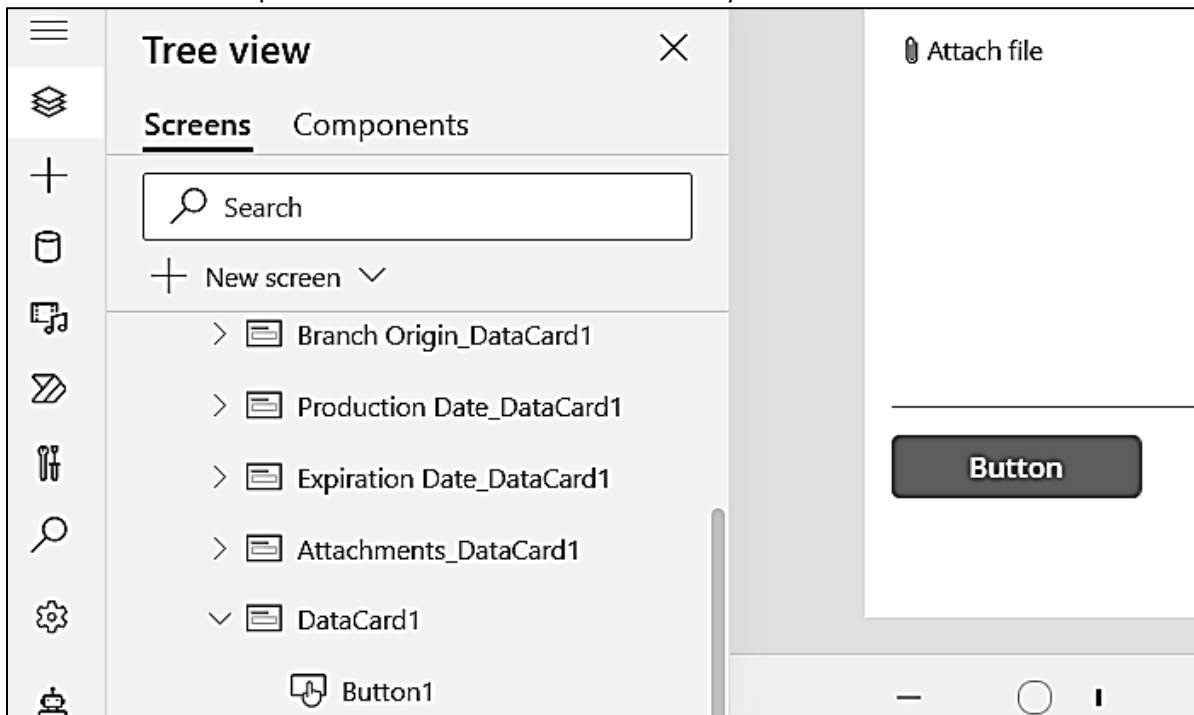 Tree view
Attach file
Screens Components
Search
New screen
Branch Origin_DataCard1
Production Date_DataCard1
Expiration Date_DataCard1
Button
Attachments_DataCard1
DataCard1
Button1